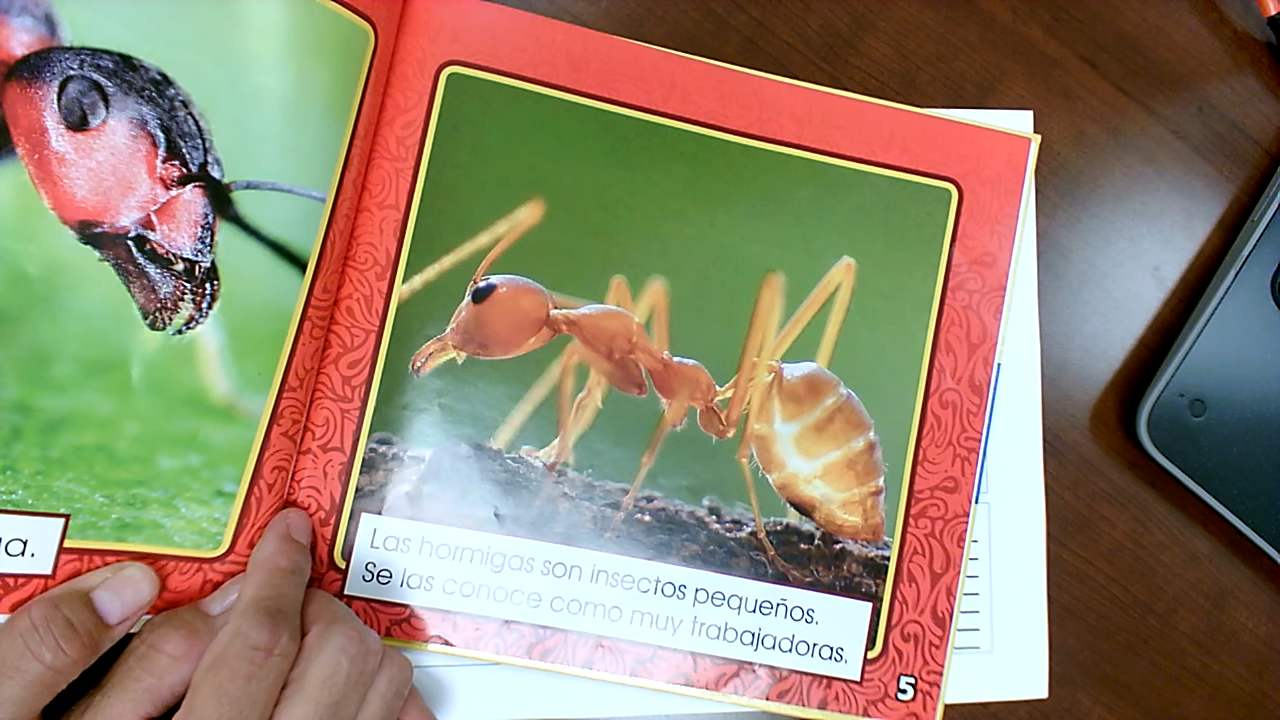 Las hormigas son insectos pequeños.
Se las conoce como muy trabajadoras.
5